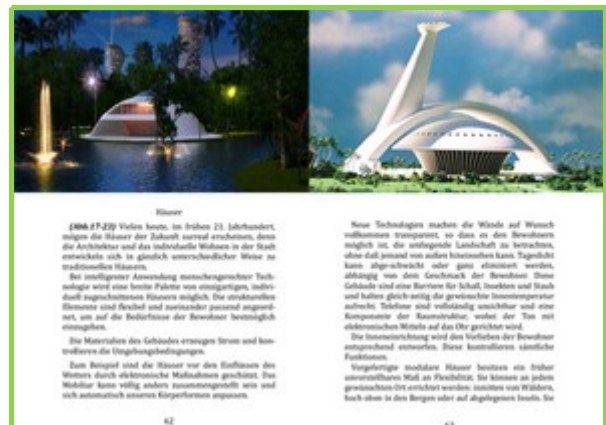 Häuser
(Abb.17-23) Vielen heute, im frühen 21. Jahrhundert,
mögen die Häuser der Zukunft surreal erscheinen, denn
die Architektur und das individuelle Wohnen in der Stadt
entwickeln sich in gänzlich unterschiedlicher Weise zu
traditionellen Häusern.
Bei intelligenter Anwendung menschengerechter Tech-
nologie wird eine breite Palette von einzigartigen, indivi-
duell zugeschnittenen Häusern möglich. Die strukturellen
Elemente sind flexibel und zueinander passend angeord-
net, um auf die Bedürfnisse der Bewohner bestmöglich
einzugehen.
Die Materialien des Gebäudes erzeugen Strom und kon-
trollieren die Umgebungsbedingungen.
Zum Beispiel sind die Häuser vor den Einflüssen des
Wetters durch elektronische Maßnahmen geschützt. Das
Mobiliar kann völlig anders zusammengestellt sein und
sich automatisch unseren Körperformen anpassen.
62
Neue Technologien machen die Wände auf Wunsch
vollkommen transparent, so dass es den Bewohnern
möglich ist, die umliegende Landschaft zu betrachten,
ohne daß jemand von außen hineinsehen kann. Tageslicht
kann abge-schwächt oder ganz eliminiert werden,
abhängig von dem Geschmack der Bewohner. Diese
Gebäude sind eine Barriere für Schall, Insekten und Staub
und halten gleich-zeitig die gewünschte Innentemperatur
aufrecht. Telefone sind vollständig unsichtbar und eine
Komponente der Raumstruktur, wobei der Ton mit
elektronischen Mitteln auf das Ohr gerichtet wird.
Die Inneneinrichtung wird den Vorlieben der Bewohner
entsprechend entworfen. Diese kontrollieren sämtliche
Funktionen.
Vorgefertigte modulare Häuser besitzen ein früher
unvorstellbares Maß an Flexibilität. Sie können an jedem
gewünschten Ort errichtet werden: inmitten von Wäldern,
hoch oben in den Bergen oder auf abgelegenen Inseln. Sie